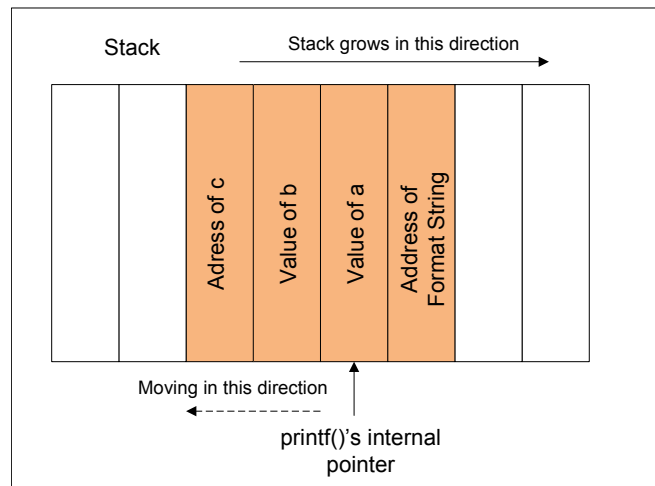 Stack
Stack grows in this direction
Adress of c
Value of b
Value of a
Address of
Format String
Moving in this direction
printf()'s internal
pointer